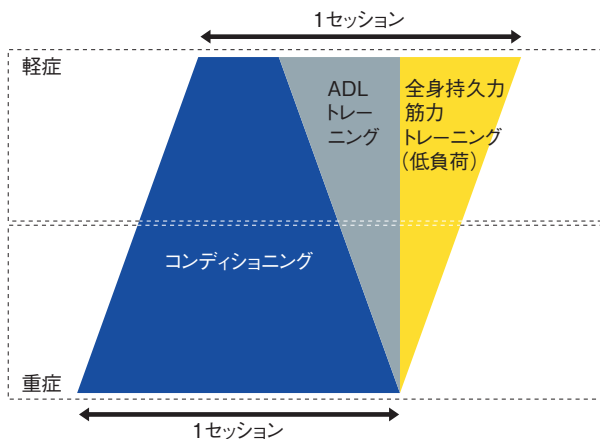 1セッション
軽症
ADL
トレー
ニング
全身持久力
筋力
トレーニング
(低負荷)
コンディショニング
重症
1セッション